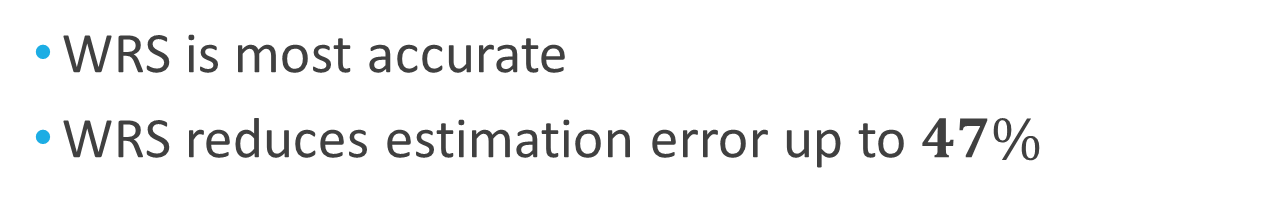 • WRS is most accurate
• WRS reduces estimation error up to 47%